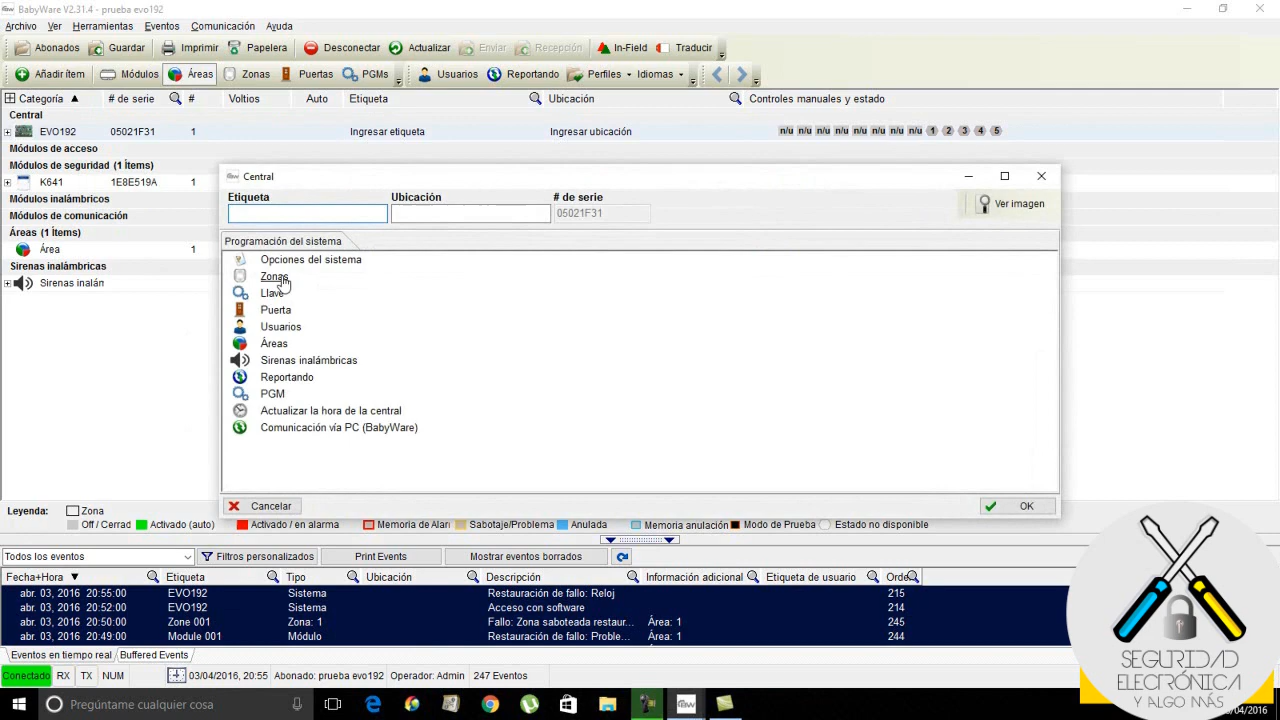 BabyWare V2.31.4 - prueba evo192
Archivo Ver Herramientas Eventos Comunicación Ayuda
Abonados Guardar Imprimir Papelera Desconectar Actualizar Enviar Recepción In-Field Traducir
Añadir ítem Módulos Áreas Zonas Puertas PGMs Usuarios Reportando Perfiles Idiomas
Categoría # de serie # Voltios Auto Etiqueta Ubicación Controles manuales y estado
Central
EVO192 05021F31 1 Ingresar etiqueta Ingresar ubicación n/u n/u n/u n/u n/u n/u n/u n/u 1 2 3 4 5
Módulos de acceso
Módulos de seguridad (1 Ítems)
K641 1E8E519A 1
Módulos inalámbricos
Módulos de comunicación
Áreas (1 Ítems)
Área 1
Sirenas inalámbricas
Sirenas inalám
Central
Etiqueta Ubicación # de serie
05021F31
Ver imagen
Programación del sistema
Opciones del sistema
Zonas
Llave
Puerta
Usuarios
Áreas
Sirenas inalámbricas
Reportando
PGM
Actualizar la hora de la central
Comunicación vía PC (BabyWare)
Cancelar OK
Leyenda: Zona
Off / Cerrad Activado (auto) Activado / en alarma Memoria de Alari Sabotaje/Problema Anulada Memoria anulación Modo de Prueba Estado no disponible
Todos los eventos Filtros personalizados Print Events Mostrar eventos borrados
Fecha+Hora Etiqueta Tipo Ubicación Descripción Información adicional Etiqueta de usuario Orde
abr. 03, 2016 20:55:00 EVO192 Sistema Restauración de fallo: Reloj 215
abr. 03, 2016 20:52:00 EVO192 Sistema Acceso con software 214
abr. 03, 2016 20:50:00 Zone 001 Zona: 1 Fallo: Zona saboteada restaur... Área: 1 245
abr. 03, 2016 20:49:00 Module 001 Módulo Restauración de fallo: Proble... Área: 1 244
Eventos en tiempo real Buffered Events
Conectado RX TX NUM 03/04/2016, 20:55 Abonado: prueba evo192 Operador: Admin 247 Eventos
Pregúntame cualquier cosa
/04/2016
SEGURIDAD
ELECTRÓNICA
Y ALGO MÁS